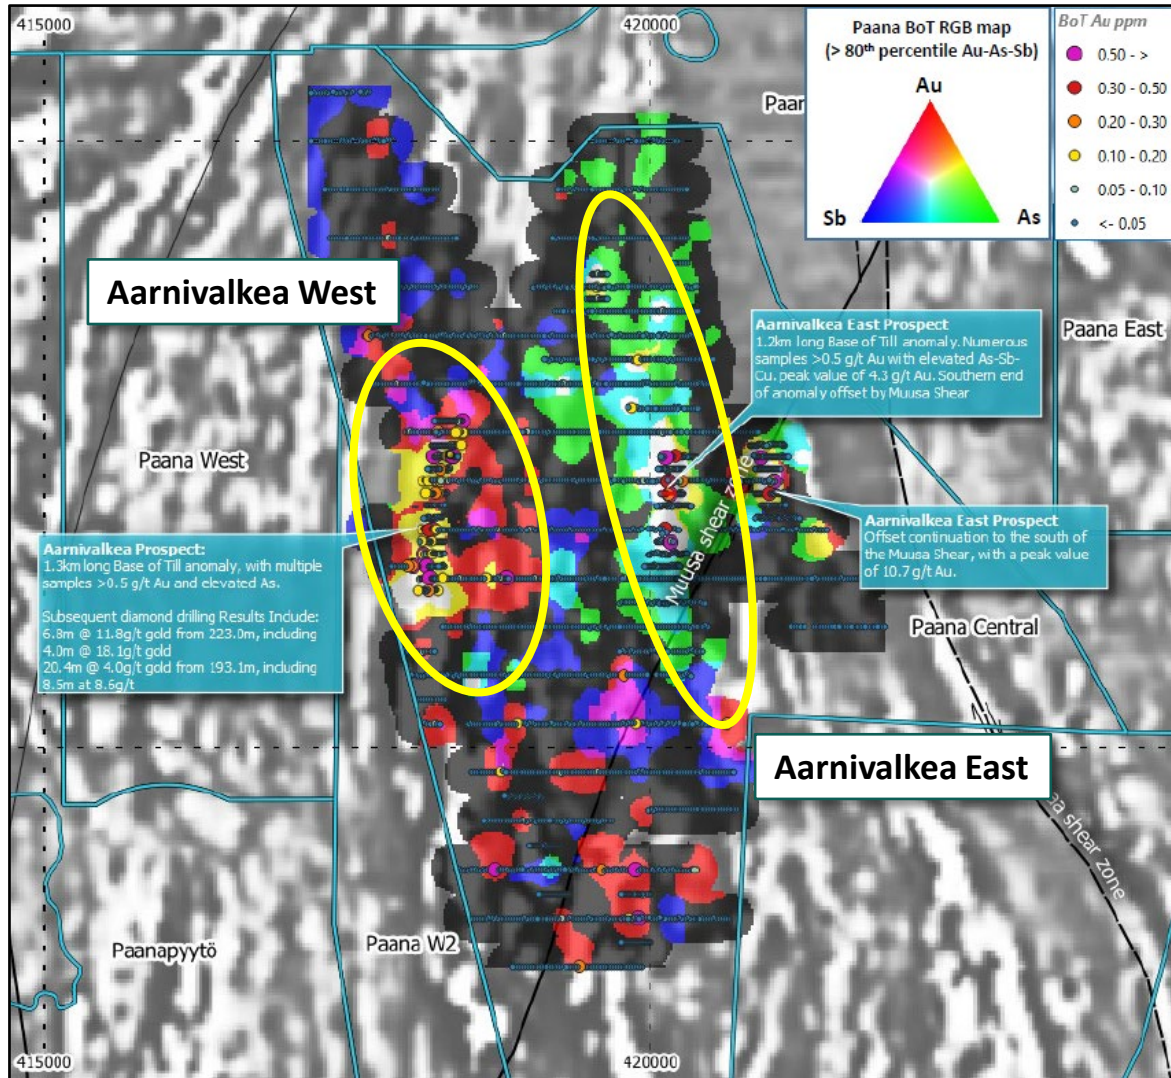 415000
420000
Paana BoT RGB map
(> 80th percentile Au-As-Sb)
Au
Sb
As
BoT Au ppm
0.50 - >
0.30 - 0.50
0.20 - 0.30
0.10 - 0.20
0.05 - 0.10
<- 0.05
Paan
Aarnivalkea West
Paana East
Aarnivalkea East Prospect
1.2km long Base of Till anomaly. Numerous
samples >0.5 g/t Au with elevated As-Sb-
Cu, peak value of 4.3 g/t Au. Southern end
of anomaly offset by Muusa Shear
Paana West
Muusa shear zone
Aarnivalkea East Prospect
Offset continuation to the south of
the Muusa Shear, with a peak value
of 10.7 g/t Au.
Aarnivalkea Prospect:
1.3km long Base of Till anomaly, with multiple
samples >0.5 g/t Au and elevated As.
Subsequent diamond drilling Results Include:
6.8m @ 11.8g/t gold from 223.0m, including
4.0m @ 18.1g/t gold
20.4m @ 4.0g/t gold from 193.1m, including
8.5m at 8.6g/t
Paana Central
Aarnivalkea East
sa shear zone
Paanapyytö
Paana W2
415000
420000